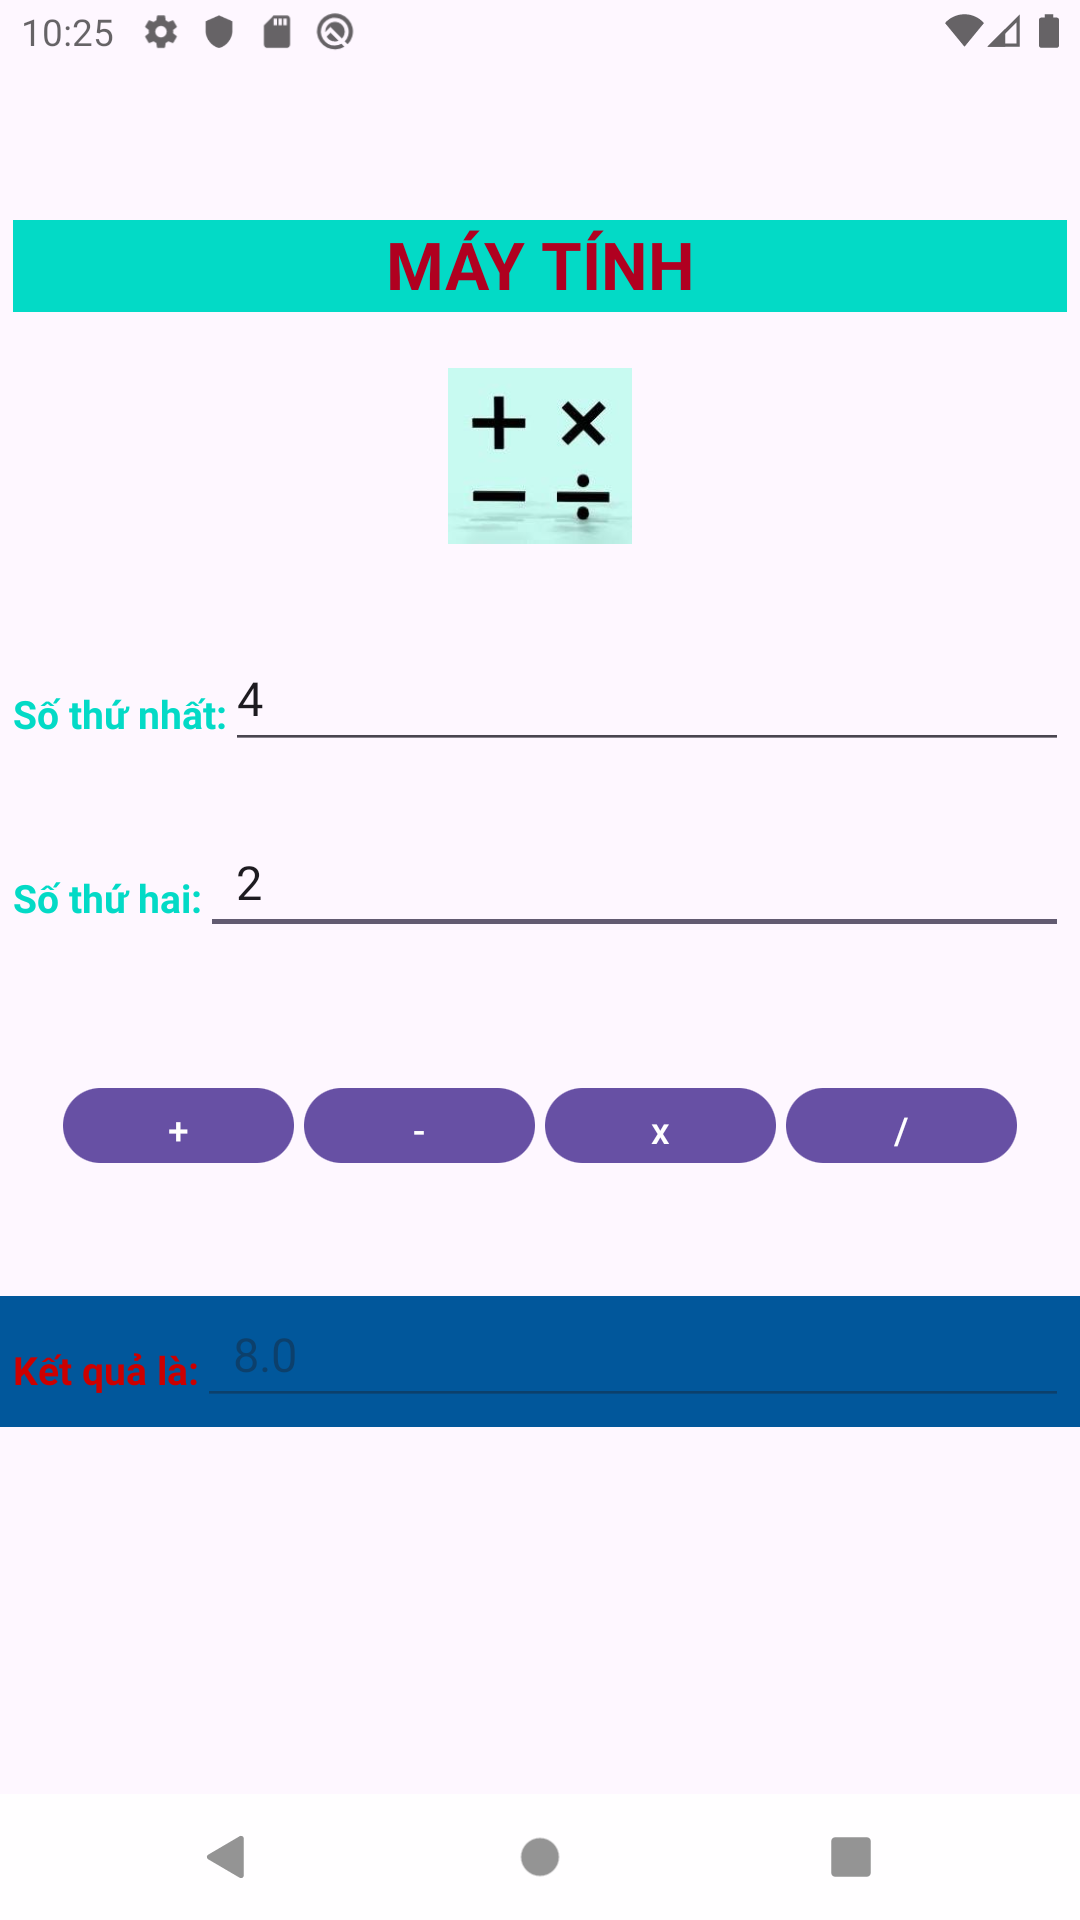 10:25
MÁY TÍNH
+ ×
− ÷
Số thứ nhất: 4
Số thứ hai: 2
+ - x /
Kết quả là: 8.0